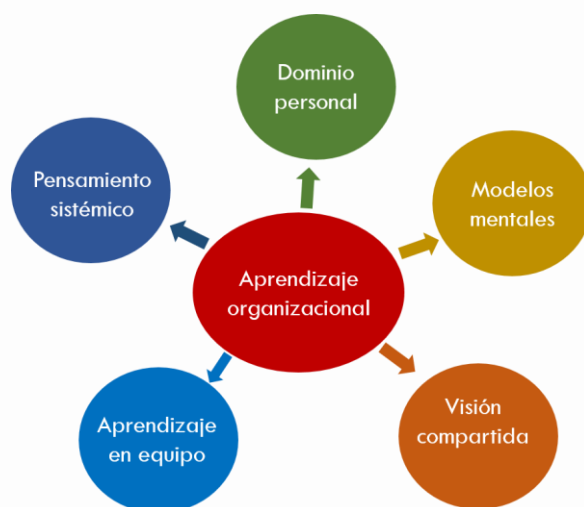 Dominio
personal
Pensamiento
sistémico
Modelos
mentales
Aprendizaje
organizacional
Aprendizaje
en equipo
Visión
compartida